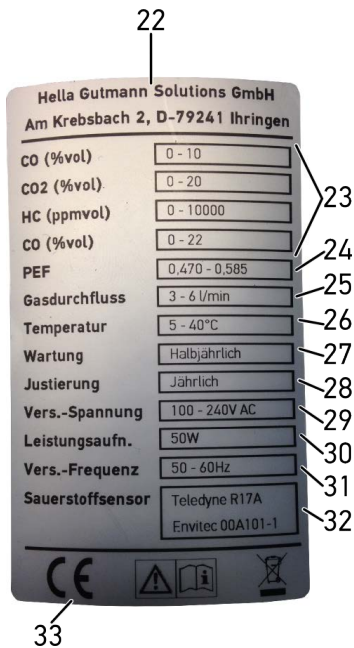 22
Hella Gutmann Solutions GmbH
Am Krebsbach 2, D-79241 Ihringen
CO (%vol) 0 - 10
CO2 (%vol) 0 - 20
HC (ppmvol) 0 - 10000
CO (%vol) 0 - 22
23
PEF 0,470 - 0,585 24
Gasdurchfluss 3 - 6 l/min 25
Temperatur 5 - 40°C 26
Wartung Halbjährlich 27
Justierung Jährlich 28
Vers.-Spannung 100 - 240V AC 29
Leistungsaufn. 50W 30
Vers.-Frequenz 50 - 60Hz 31
Sauerstoffsensor Teledyne R17A
Envitec 00A101-1 32
CE
33